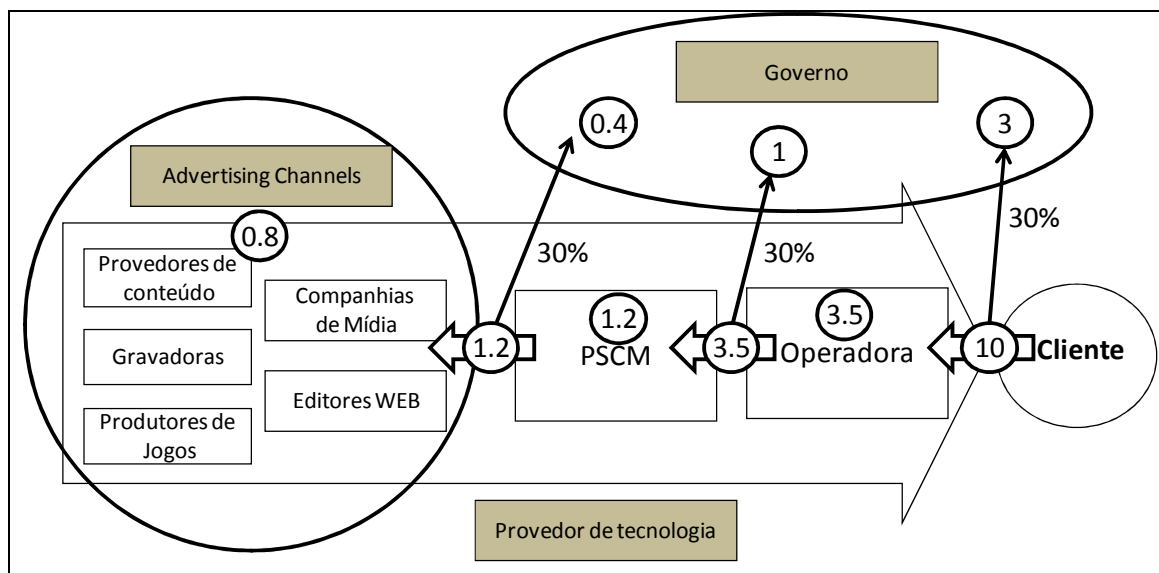 Governo
0.4
1
3
Advertising Channels
0.8
30%
30%
30%
Provedores de
conteúdo
Companhias
de Mídia
Gravadoras
Editores WEB
Produtores de
Jogos
1.2
1.2
PSCM
3.5
3.5
Operadora
10
Cliente
Provedor de tecnologia